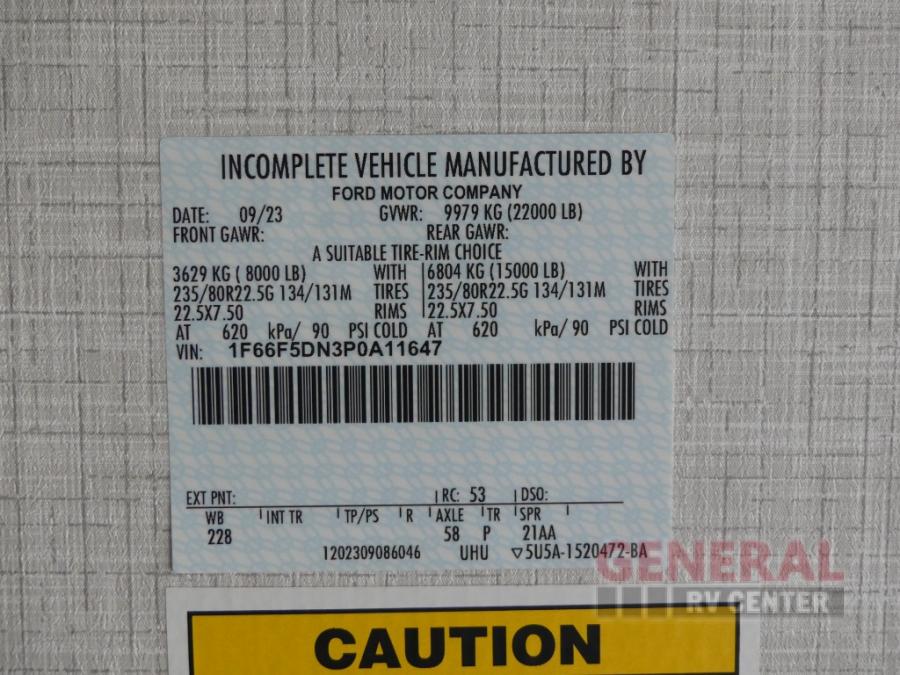 INCOMPLETE VEHICLE MANUFACTURED BY
FORD MOTOR COMPANY
DATE: 09/23 GVWR: 9979 KG (22000 LB)
FRONT GAWR: REAR GAWR:
A SUITABLE TIRE-RIM CHOICE
3629 KG ( 8000 LB) WITH 6804 KG (15000 LB) WITH
235/80R22.5G 134/131M TIRES 235/80R22.5G 134/131M TIRES
22.5X7.50 RIMS 22.5X7.50 RIMS
AT 620 kPa/ 90 PSI COLD AT 620 kPa/ 90 PSI COLD
VIN: 1F66F5DN3P0A11647
EXT PNT: RC: 53 DSO:
WB INT TR TP/PS R AXLE TR SPR
228 58 P 21AA
1202309086046 UHU ▽5U5A-1520472-BA
GENERAL
RV CENTER
CAUTION